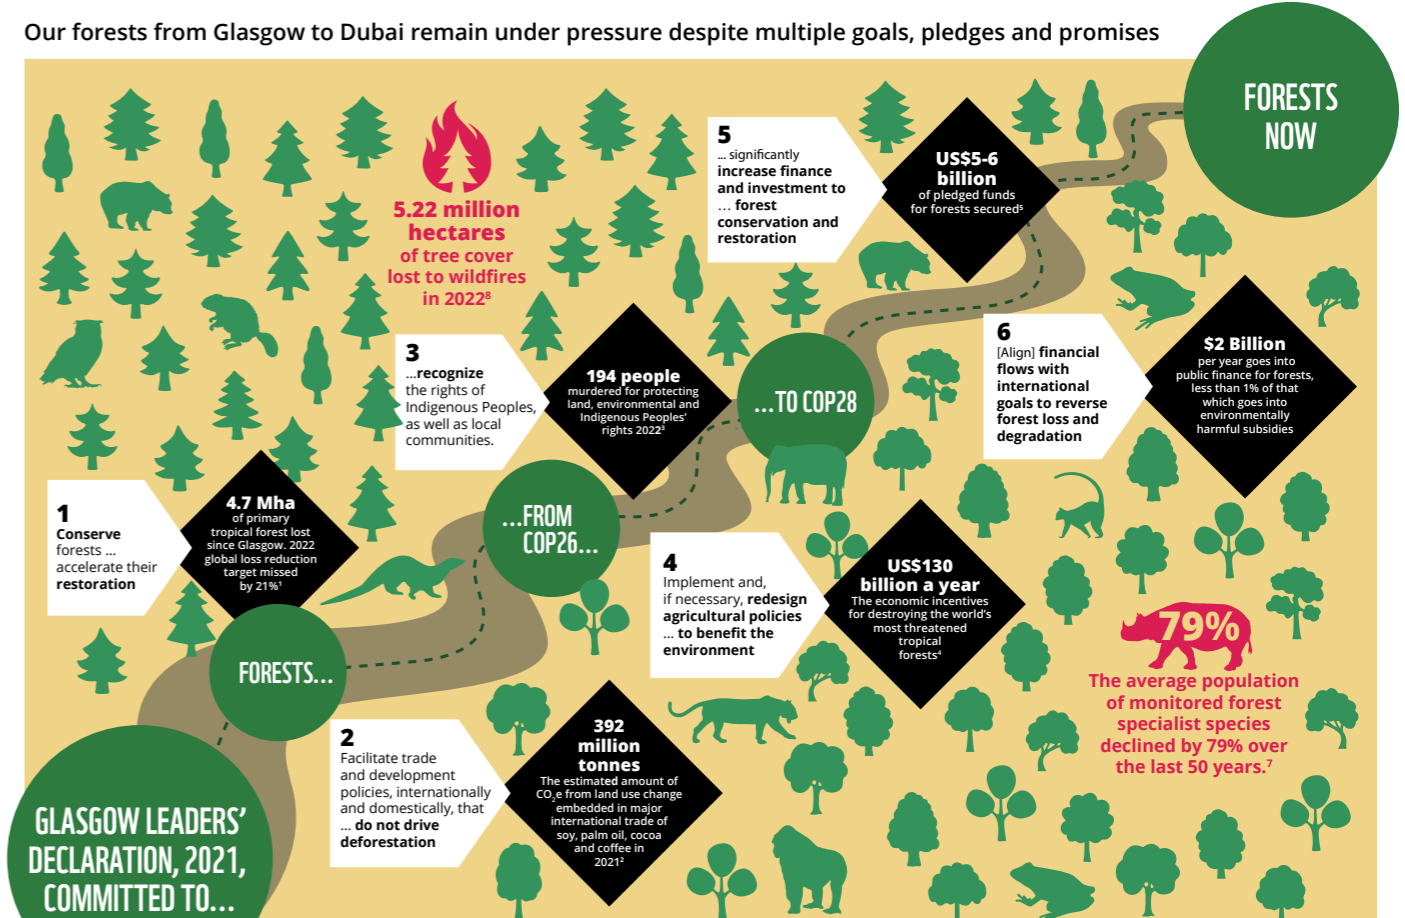 Our forests from Glasgow to Dubai remain under pressure despite multiple goals, pledges and promises
FORESTS
NOW
5
... significantly
increase finance
and investment to
... forest
conservation and
restoration
US$5-6
billion
of pledged funds
for forests secured⁵
5.22 million
hectares
of tree cover
lost to wildfires
in 2022⁸
3
...recognize
the rights of
Indigenous Peoples,
as well as local
communities.
194 people
murdered for protecting
land, environmental and
Indigenous Peoples’
rights 2022³
...TO COP28
6
[Align] financial
flows with
international
goals to reverse
forest loss and
degradation
$2 Billion
per year goes into
public finance for forests,
less than 1% of that
which goes into
environmentally
harmful subsidies
1
Conserve
forests ...
accelerate their
restoration
4.7 Mha
of primary
tropical forest lost
since Glasgow. 2022
global loss reduction
target missed
by 21%¹
...FROM
COP26...
4
Implement and,
if necessary, redesign
agricultural policies
... to benefit the
environment
US$130
billion a year
The economic incentives
for destroying the world’s
most threatened
tropical
forests⁴
79%
The average population
of monitored forest
specialist species
declined by 79% over
the last 50 years.⁷
FORESTS...
2
Facilitate trade
and development
policies, internationally
and domestically, that
... do not drive
deforestation
392
million
tonnes
The estimated amount of
CO₂e from land use change
embedded in major
international trade of
soy, palm oil, cocoa
and coffee in
2021²
GLASGOW LEADERS’
DECLARATION, 2021,
COMMITTED TO...